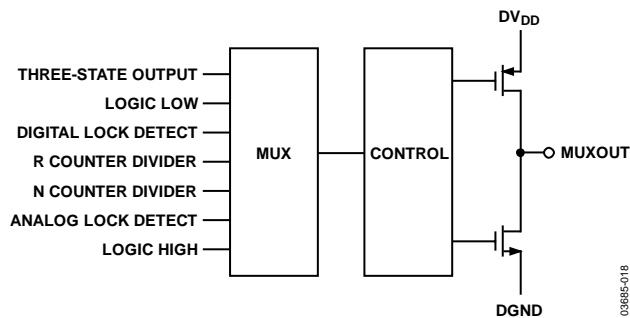 DVDD
THREE-STATE OUTPUT
LOGIC LOW
DIGITAL LOCK DETECT
R COUNTER DIVIDER
N COUNTER DIVIDER
ANALOG LOCK DETECT
LOGIC HIGH
MUX
CONTROL
MUXOUT
DGND
03685-018